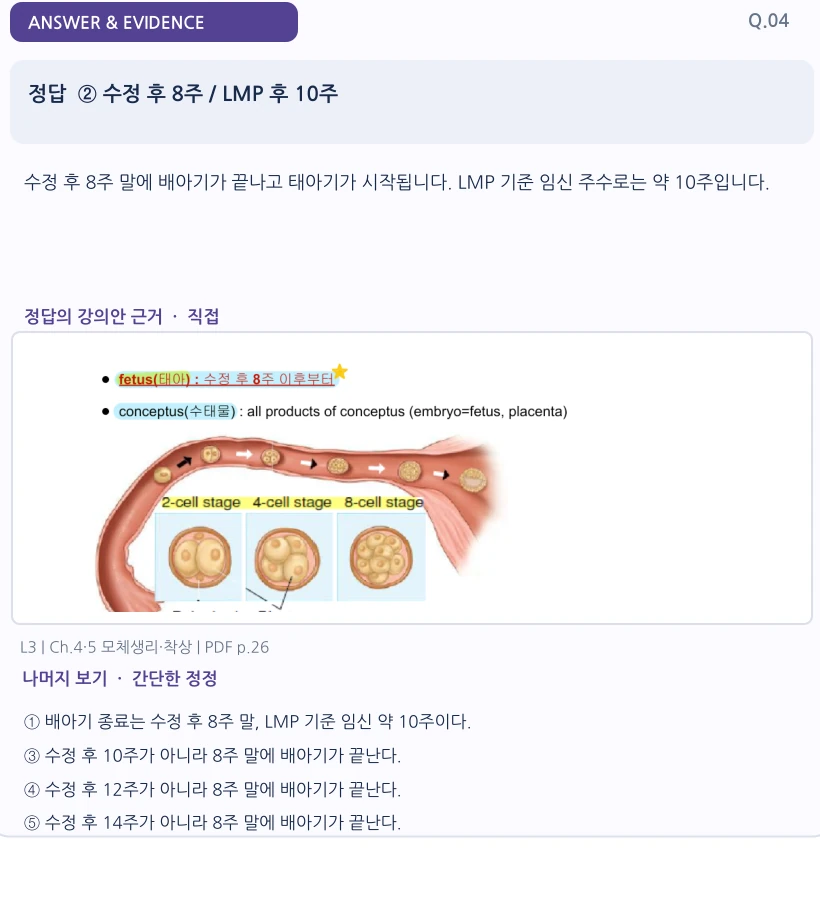 ANSWER & EVIDENCE
Q.04
정답 ② 수정 후 8주 / LMP 후 10주
수정 후 8주 말에 배아기가 끝나고 태아기가 시작됩니다. LMP 기준 임신 주수로는 약 10주입니다.
정답의 강의안 근거 · 직접
● fetus(태아) : 수정 후 8주 이후부터
● conceptus(수태물) : all products of conceptus (embryo=fetus, placenta)
2-cell stage 4-cell stage 8-cell stage
L3 | Ch.4·5 모체생리·착상 | PDF p.26
나머지 보기 · 간단한 정정
① 배아기 종료는 수정 후 8주 말, LMP 기준 임신 약 10주이다.
③ 수정 후 10주가 아니라 8주 말에 배아기가 끝난다.
④ 수정 후 12주가 아니라 8주 말에 배아기가 끝난다.
⑤ 수정 후 14주가 아니라 8주 말에 배아기가 끝난다.